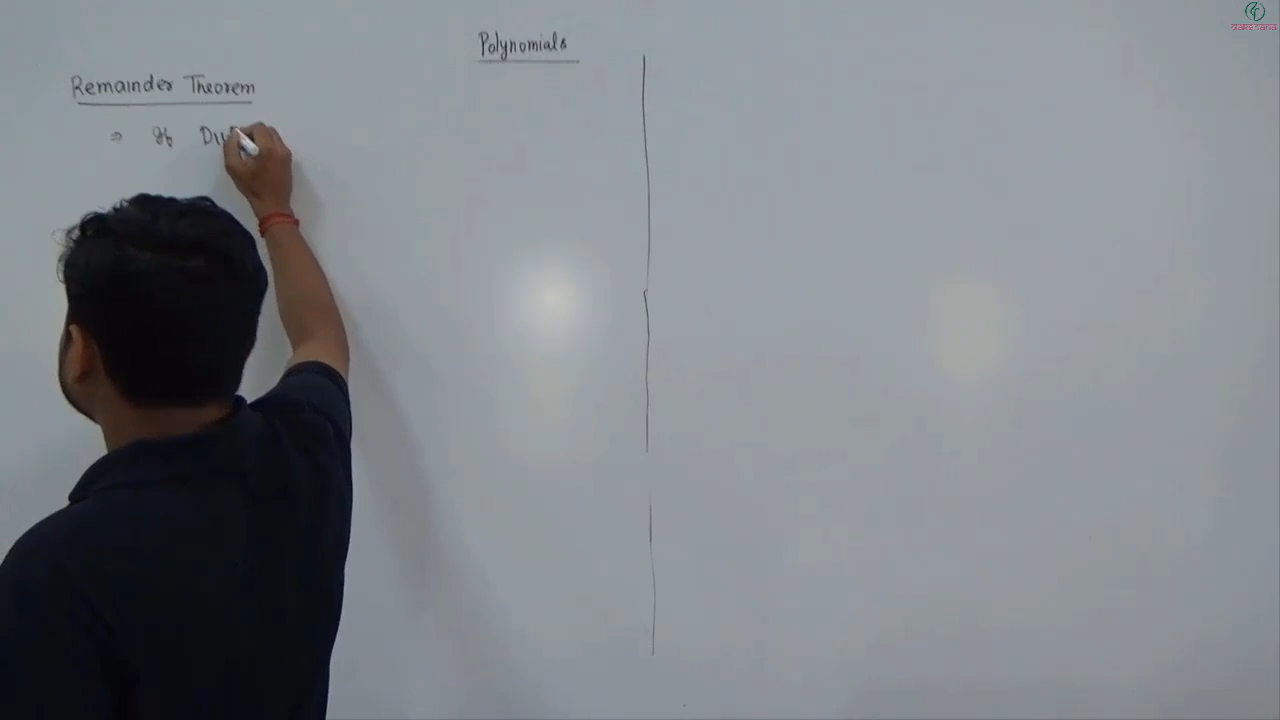 Polynomials
Remainder Theorem
⇒ If